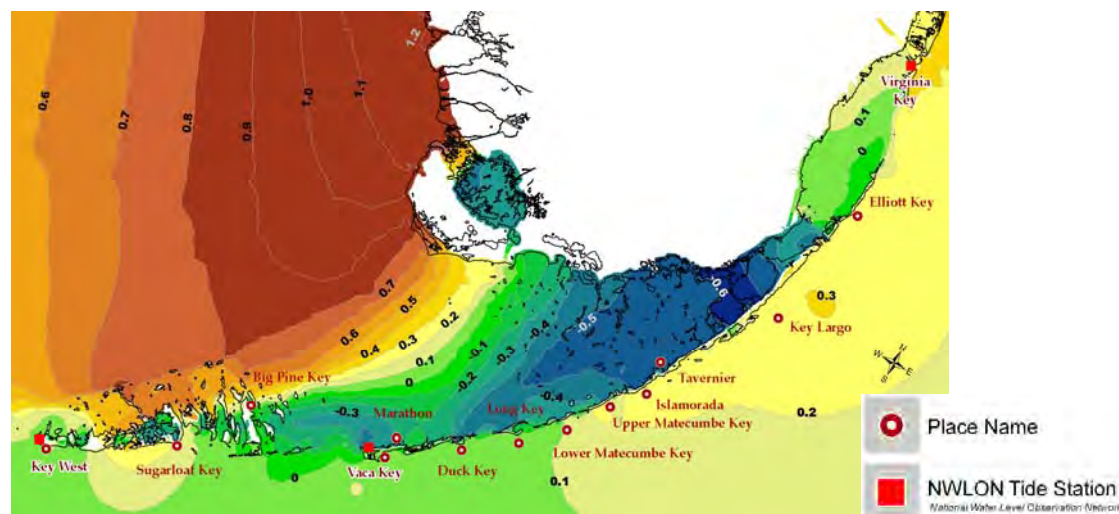 1.2
0.6
0.7
0.8
0.9
1.0
1.1
Virginia
Key
0.1
0
Elliott Key
0.7
0.5
0.2
0.6
0.4
0.3
0.1
0
-0.1
-0.2
-0.3
-0.4
-0.5
-0.6
0.3
Key Largo
N
W
E
S
Big Pine Key
-0.3
Marathon
Long Key
-0.4
Tavernier
Islamorada
Upper Matecumbe Key
0.2
Key West
Sugarloaf Key
0
Vaca Key
Duck Key
Lower Matecumbe Key
0.1
Place Name
NWLON Tide Station
National Water Level Observation Network